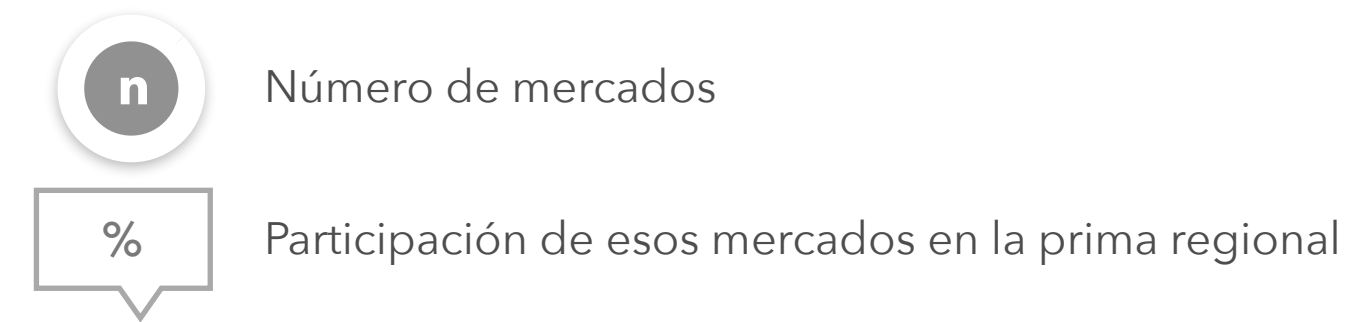 n
Número de mercados
%
Participación de esos mercados en la prima regional